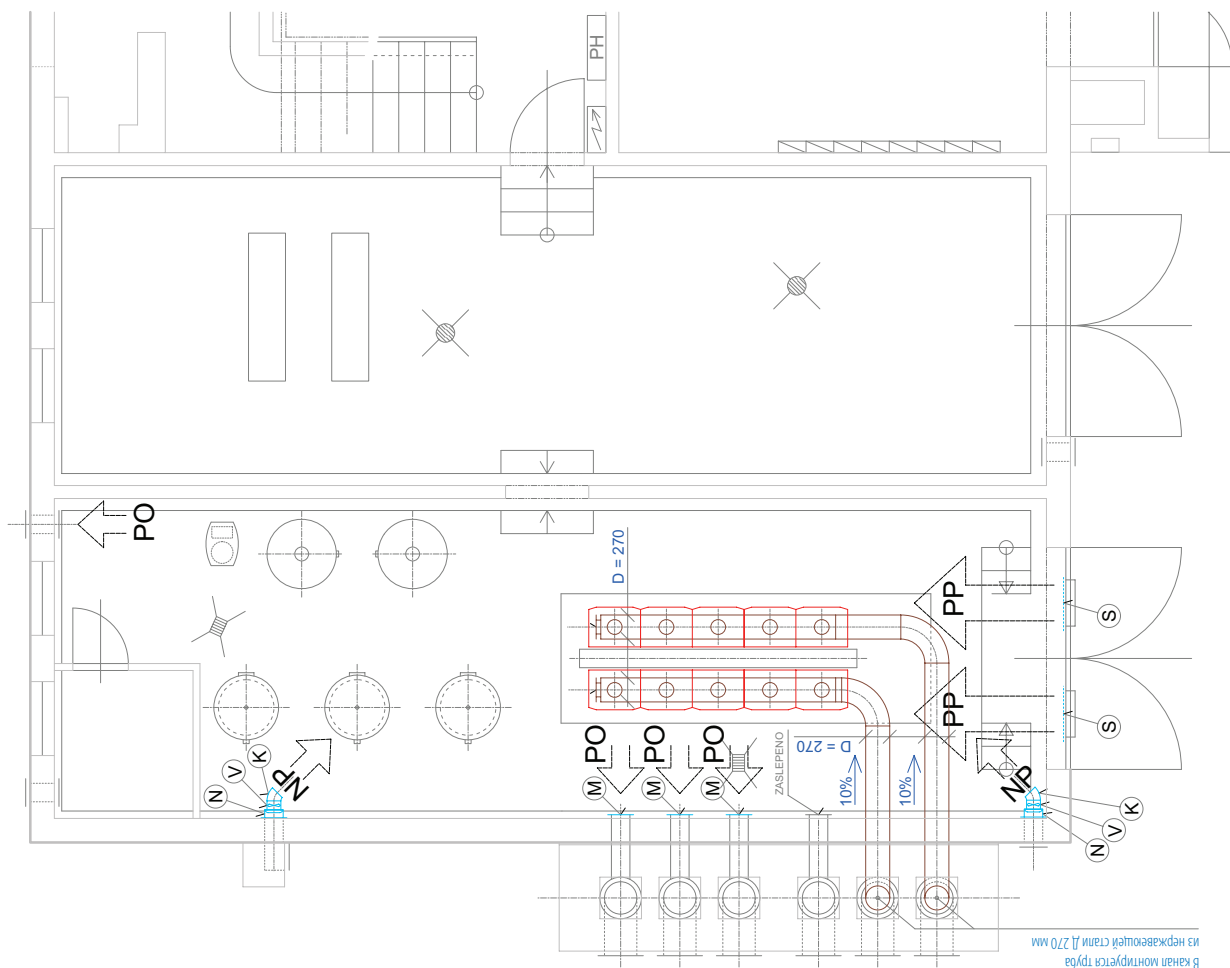 PH
PO
D = 270
PP
S
PP
S
PO
PO
PO
ZASLEPENO
D = 270
10%
10%
NP
N
V
K
M
M
M
NP
K
V
N
В канал монтируется труба
из нержавеющей стали Д 270 мм